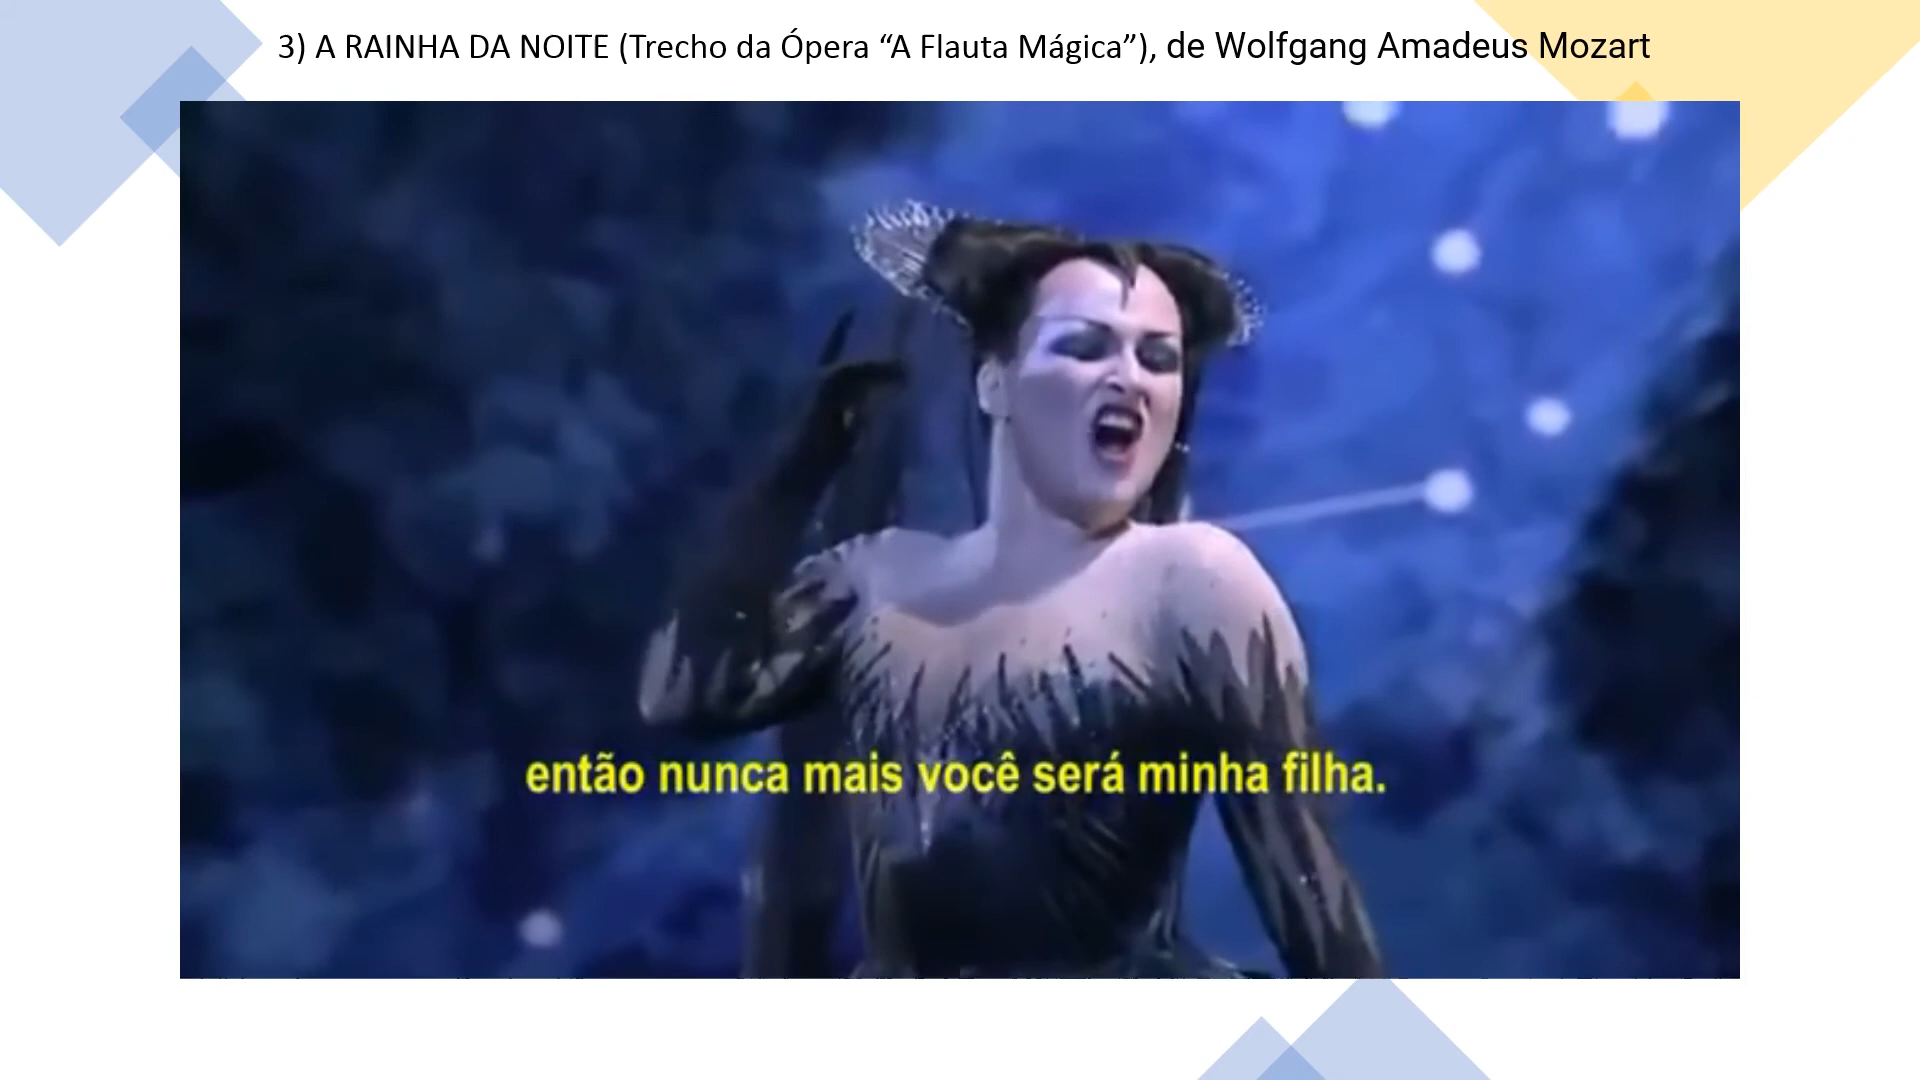 3) A RAINHA DA NOITE (Trecho da Ópera “A Flauta Mágica”), de Wolfgang Amadeus Mozart
então nunca mais você será minha filha.